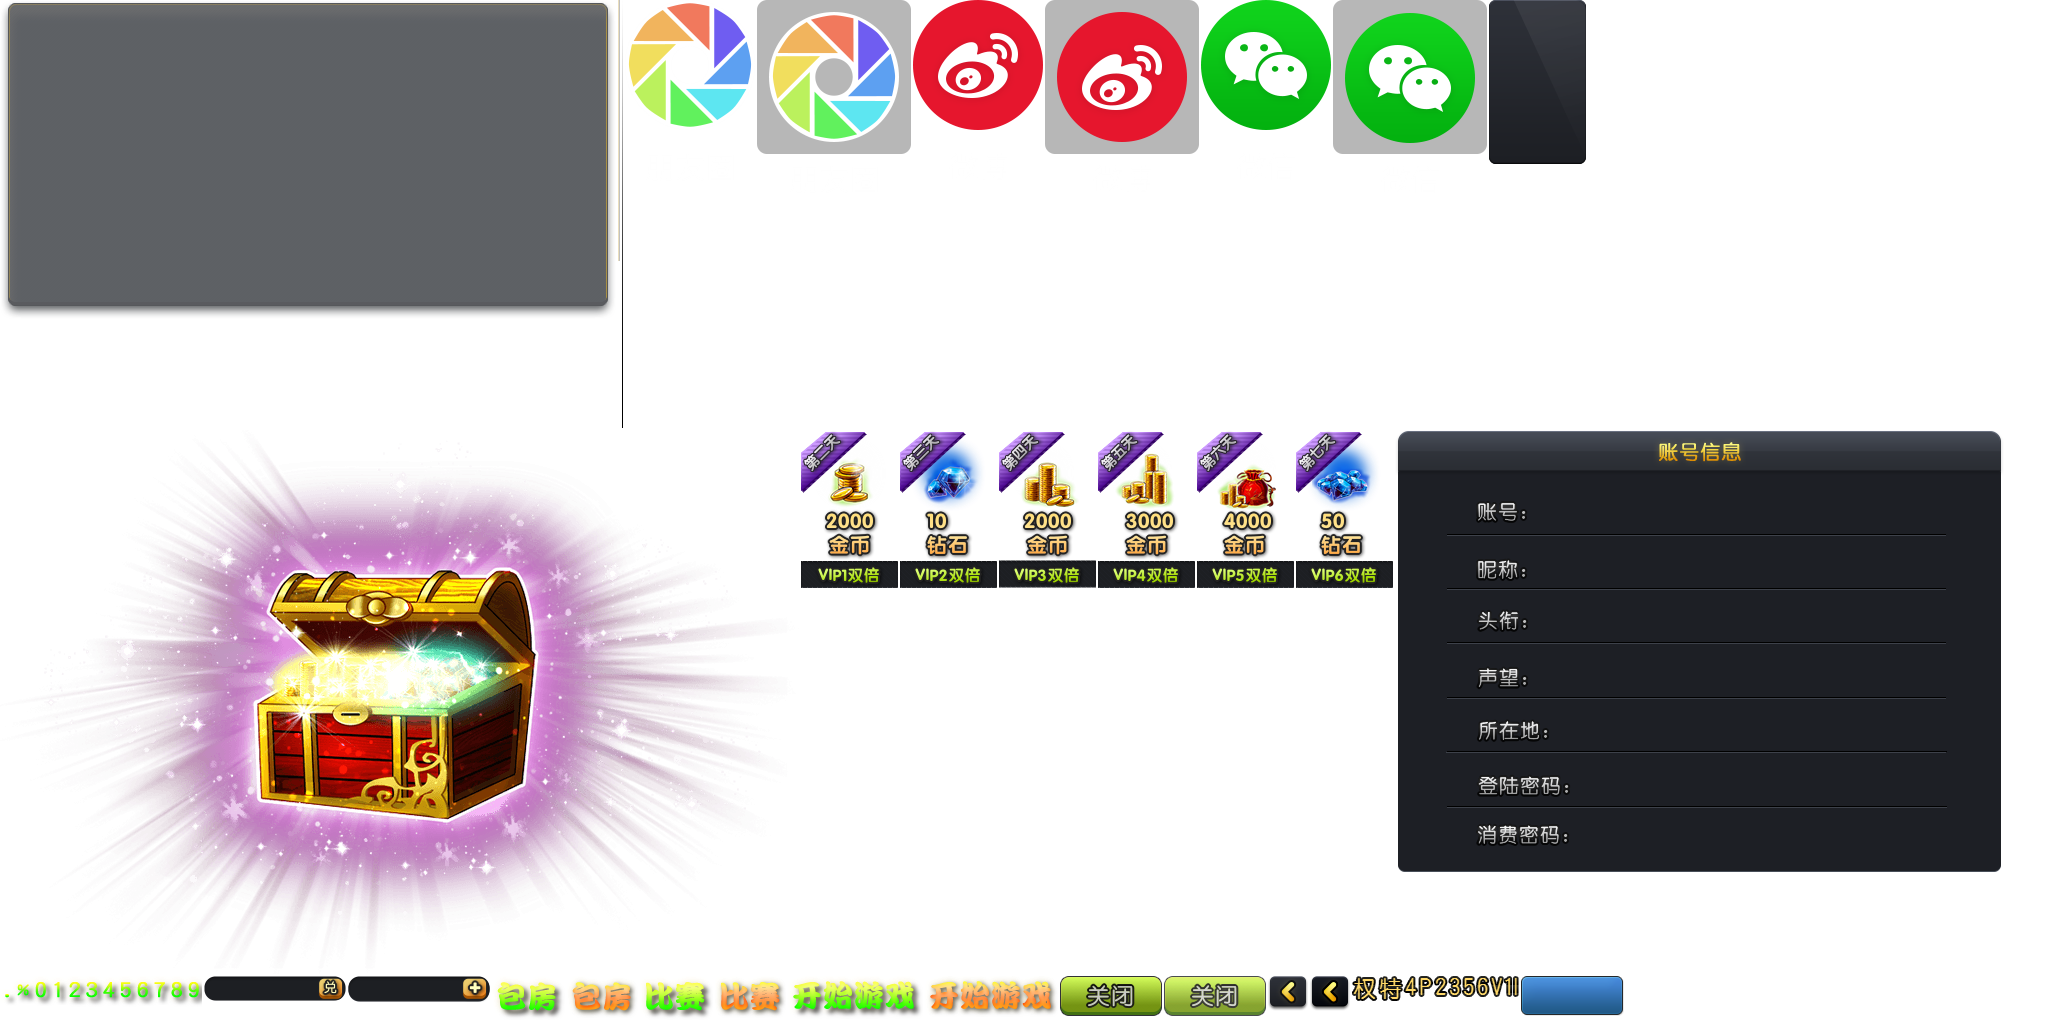 第二天
2000
金币
VIP1双倍
第三天
10
钻石
VIP2双倍
第四天
2000
金币
VIP3双倍
第五天
3000
金币
VIP4双倍
第六天
4000
金币
VIP5双倍
第七天
50
钻石
VIP6双倍
账号信息
账号：
昵称：
头衔：
声望：
所在地：
登陆密码：
消费密码：
.%0123456789
兑
包房
包房
比赛
比赛
开始游戏
开始游戏
关闭
关闭
权特4P2356V1